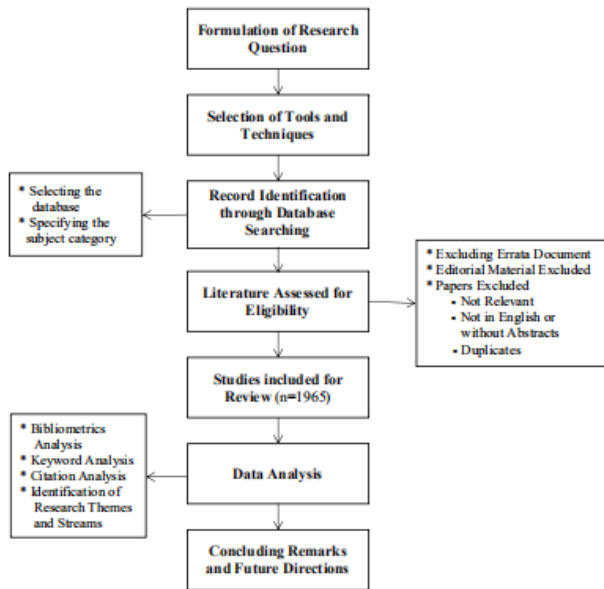 Formulation of Research
Question
Selection of Tools and
Techniques
* Selecting the
database
* Specifying the
subject category
Record Identification
through Database
Searching
* Excluding Errata Document
* Editorial Material Excluded
* Papers Excluded
▪ Not Relevant
▪ Not in English or
without Abstracts
▪ Duplicates
Literature Assessed for
Eligibility
Studies included for
Review (n=1965)
* Bibliometrics
Analysis
* Keyword Analysis
* Citation Analysis
* Identification of
Research Themes
and Streams
Data Analysis
Concluding Remarks
and Future Directions